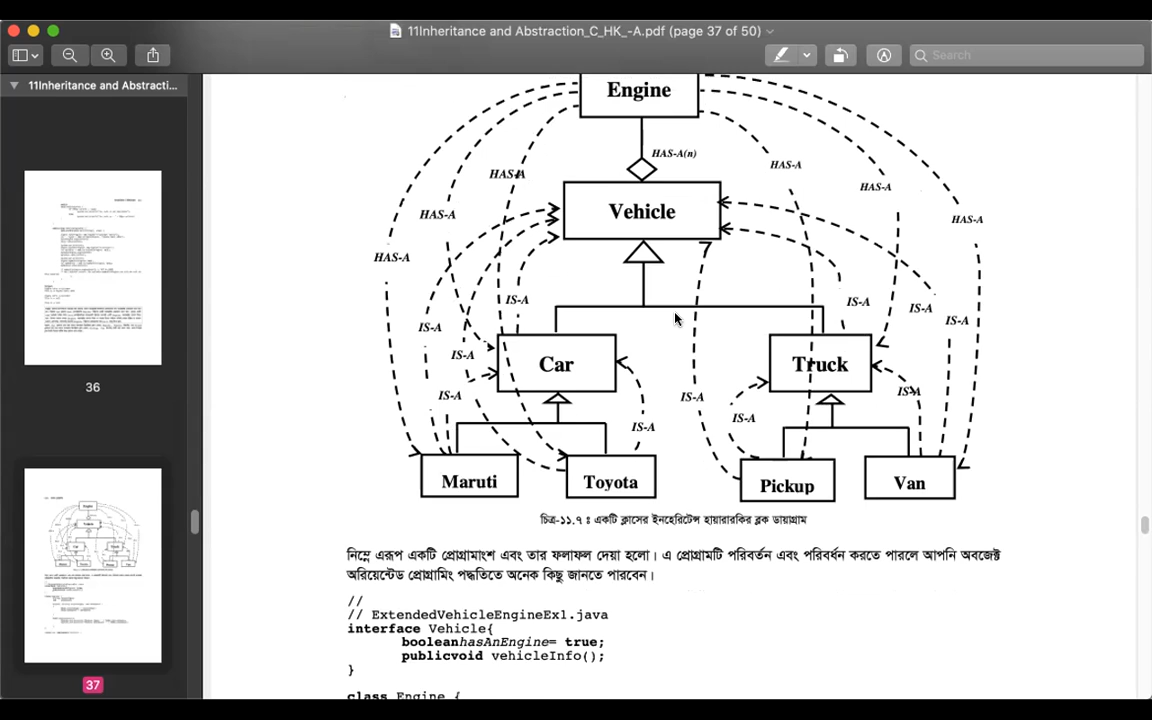 11Inheritance and Abstraction_C_HK_-A.pdf (page 37 of 50)
Search
11Inheritance and Abstracti...
36
37
Engine
HAS-A(n)
HAS-A
HAS-A
HAS-A
HAS-A
HAS-A
Vehicle
HAS-A
IS-A
IS-A
IS-A
IS-A
IS-A
IS-A
Car
Truck
IS-A
IS-A
IS-A
IS-A
IS-A
Maruti
Toyota
Pickup
Van
চিত্র-১১.৭ ঃ একটি ক্লাসের ইনহেরিটেন্স হায়ারারকির ব্লক ডায়াগ্রাম
নিম্নে এরূপ একটি প্রোগ্রামাংশ এবং তার ফলাফল দেয়া হলো। এ প্রোগ্রামটি পরিবর্তন এবং পরিবর্ধন করতে পারলে আপনি অবজেক্ট
অরিয়েন্টেড প্রোগ্রামিং পদ্ধতিতে অনেক কিছু জানতে পারবেন।
//
// ExtendedVehicleEngineEx1.java
interface Vehicle{
booleanhasAnEngine= true;
publicvoid vehicleInfo();
}
class Engine {